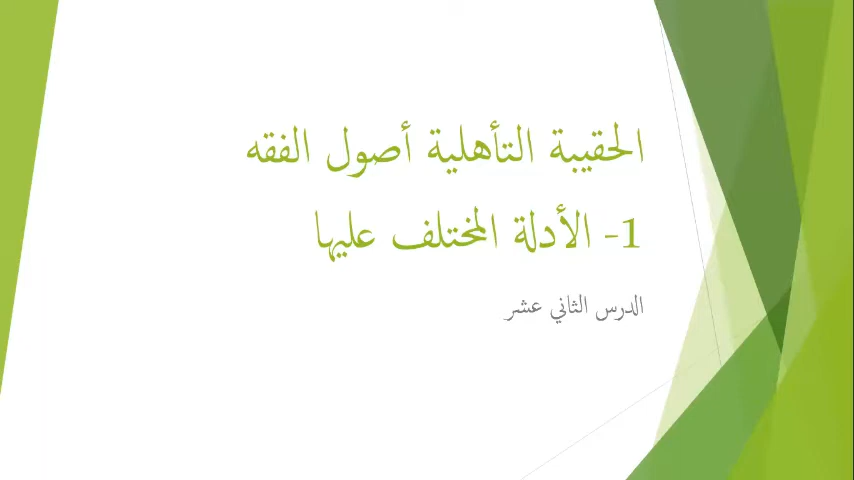 الحقيبة التأهلية أصول الفقه
1- الأدلة المختلف عليها
الدرس الثاني عشر